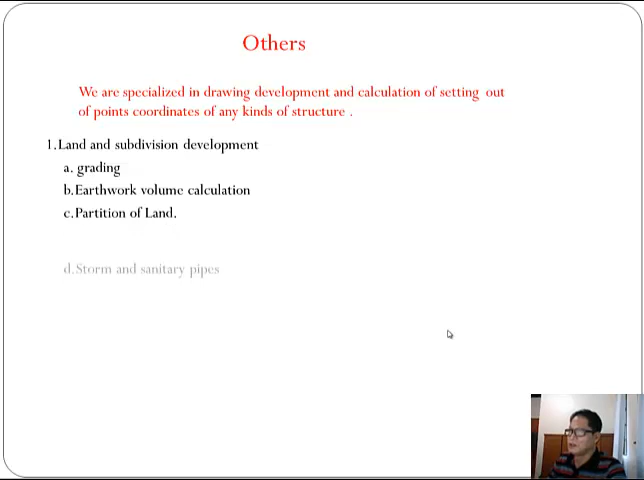 Others
We are specialized in drawing development and calculation of setting out
of points coordinates of any kinds of structure .
1.Land and subdivision development
a. grading
b.Earthwork volume calculation
c.Partition of Land.
d.Storm and sanitary pipes